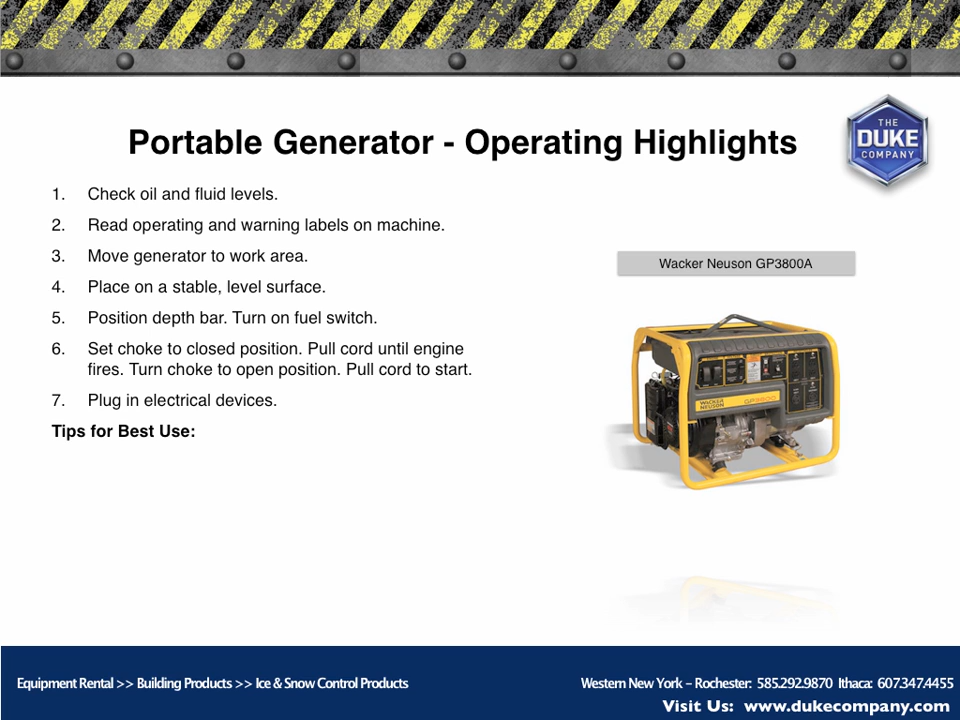 Portable Generator - Operating Highlights
THE
DUKE
COMPANY
1. Check oil and fluid levels.
2. Read operating and warning labels on machine.
3. Move generator to work area.
4. Place on a stable, level surface.
5. Position depth bar. Turn on fuel switch.
6. Set choke to closed position. Pull cord until engine
fires. Turn choke to open position. Pull cord to start.
7. Plug in electrical devices.
Tips for Best Use:
Wacker Neuson GP3800A
WACKER
NEUSON
GP3800
Equipment Rental >> Building Products >> Ice & Snow Control Products
Western New York – Rochester: 585.292.9870 Ithaca: 607.347.4455
Visit Us: www.dukecompany.com